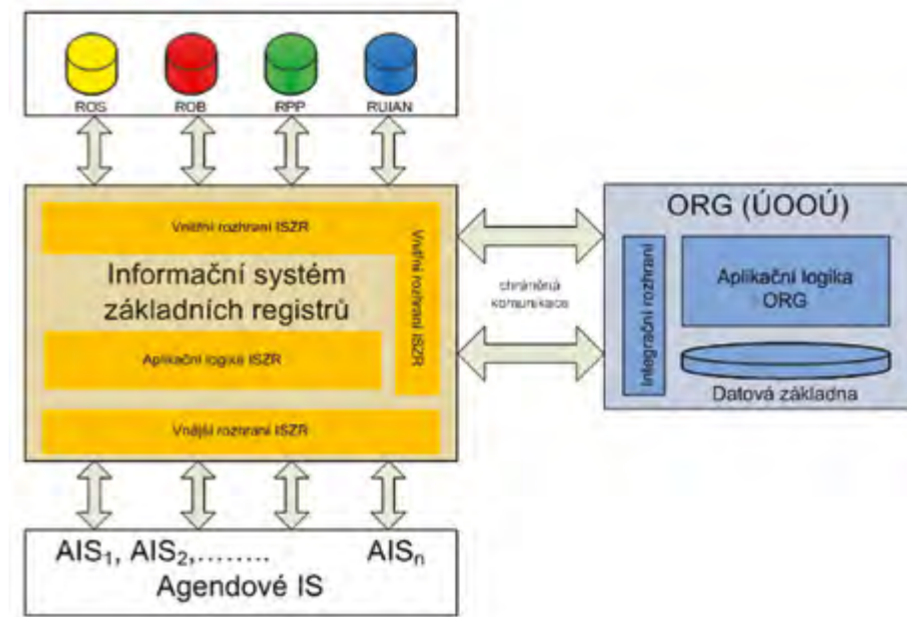 ROS ROB RPP RUIAN
Vnitřní rozhraní ISZR
Informační systém
základních registrů
Aplikační logika ISZR
Vnitřní rozhraní ISZR
Vnější rozhraní ISZR
chráněná
komunikace
ORG (ÚOOÚ)
Integrační rozhraní
Aplikační logika
ORG
Datová základna
AIS₁, AIS₂,........ AISₙ
Agendové IS